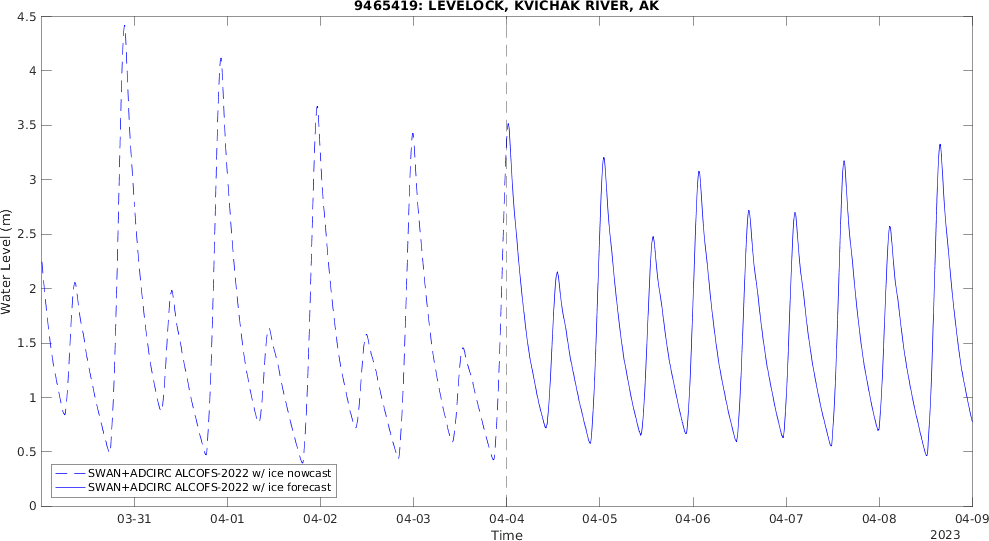 9465419: LEVELOCK, KVICHAK RIVER, AK
4.5
4
3.5
3
2.5
2
1.5
1
0.5
0
Water Level (m)
SWAN+ADCIRC ALCOFS-2022 w/ ice nowcast
SWAN+ADCIRC ALCOFS-2022 w/ ice forecast
03-31 04-01 04-02 04-03 04-04 04-05 04-06 04-07 04-08 04-09
Time
2023